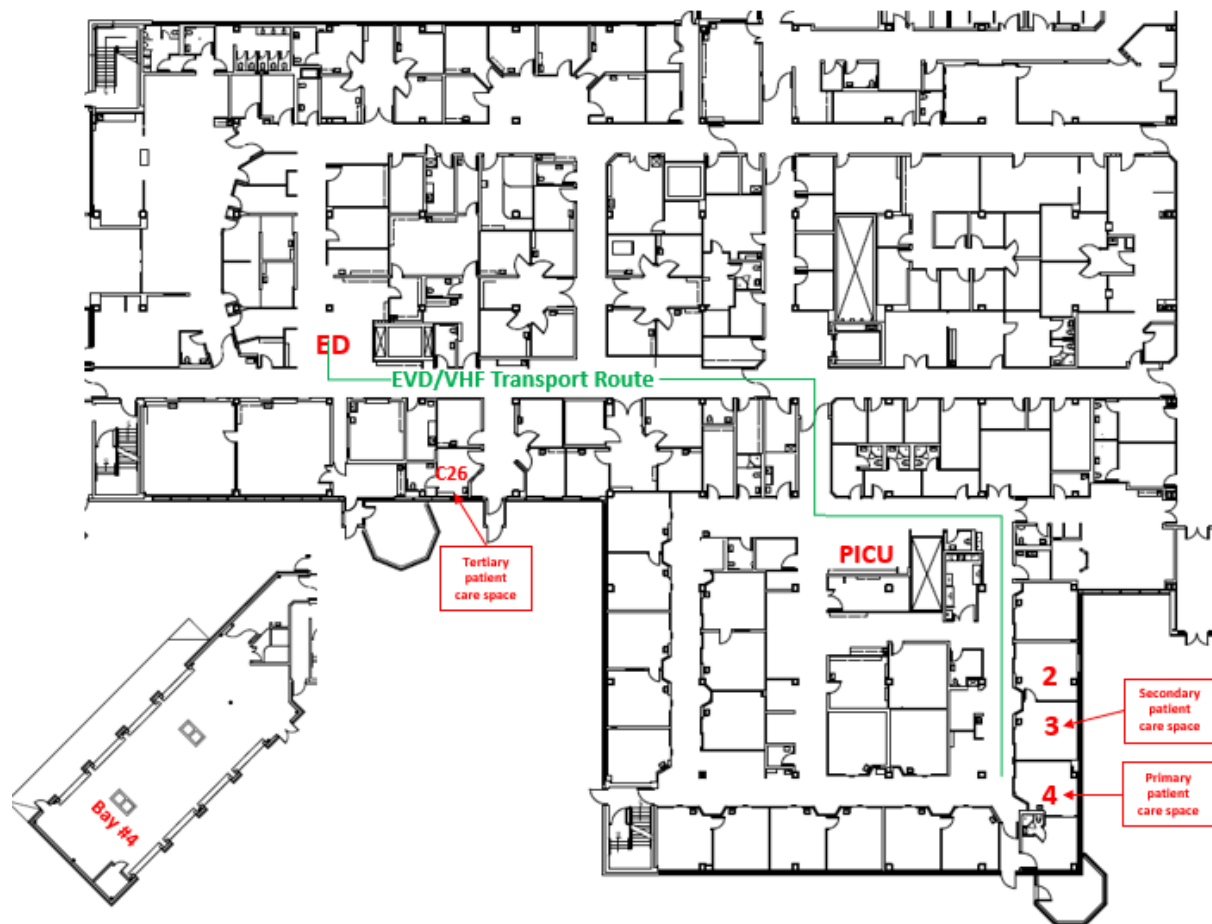 ED
EVD/VHF Transport Route
C26
Tertiary
patient
care space
PICU
2
3
Secondary
patient
care space
4
Primary
patient
care space
Bay #4